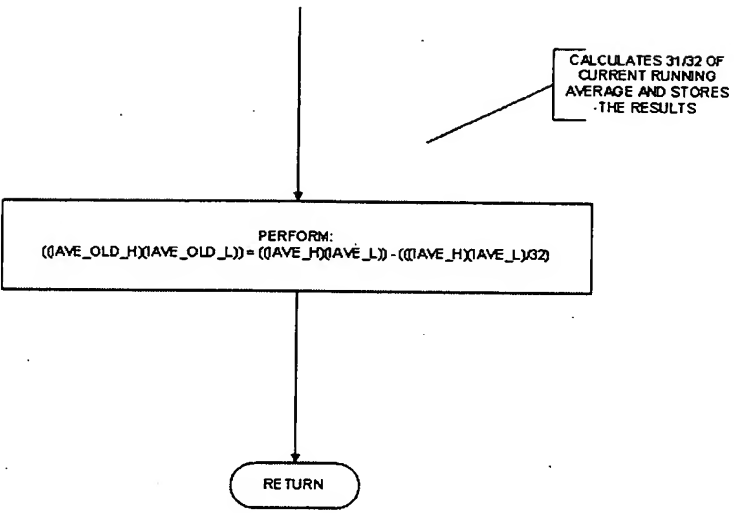 CALCULATES 31/32 OF
CURRENT RUNNING
AVERAGE AND STORES
THE RESULTS
PERFORM:
((IAVE_OLD_H)(IAVE_OLD_L)) = ((IAVE_H)(IAVE_L)) - (((IAVE_H)(IAVE_L)/32)
RETURN